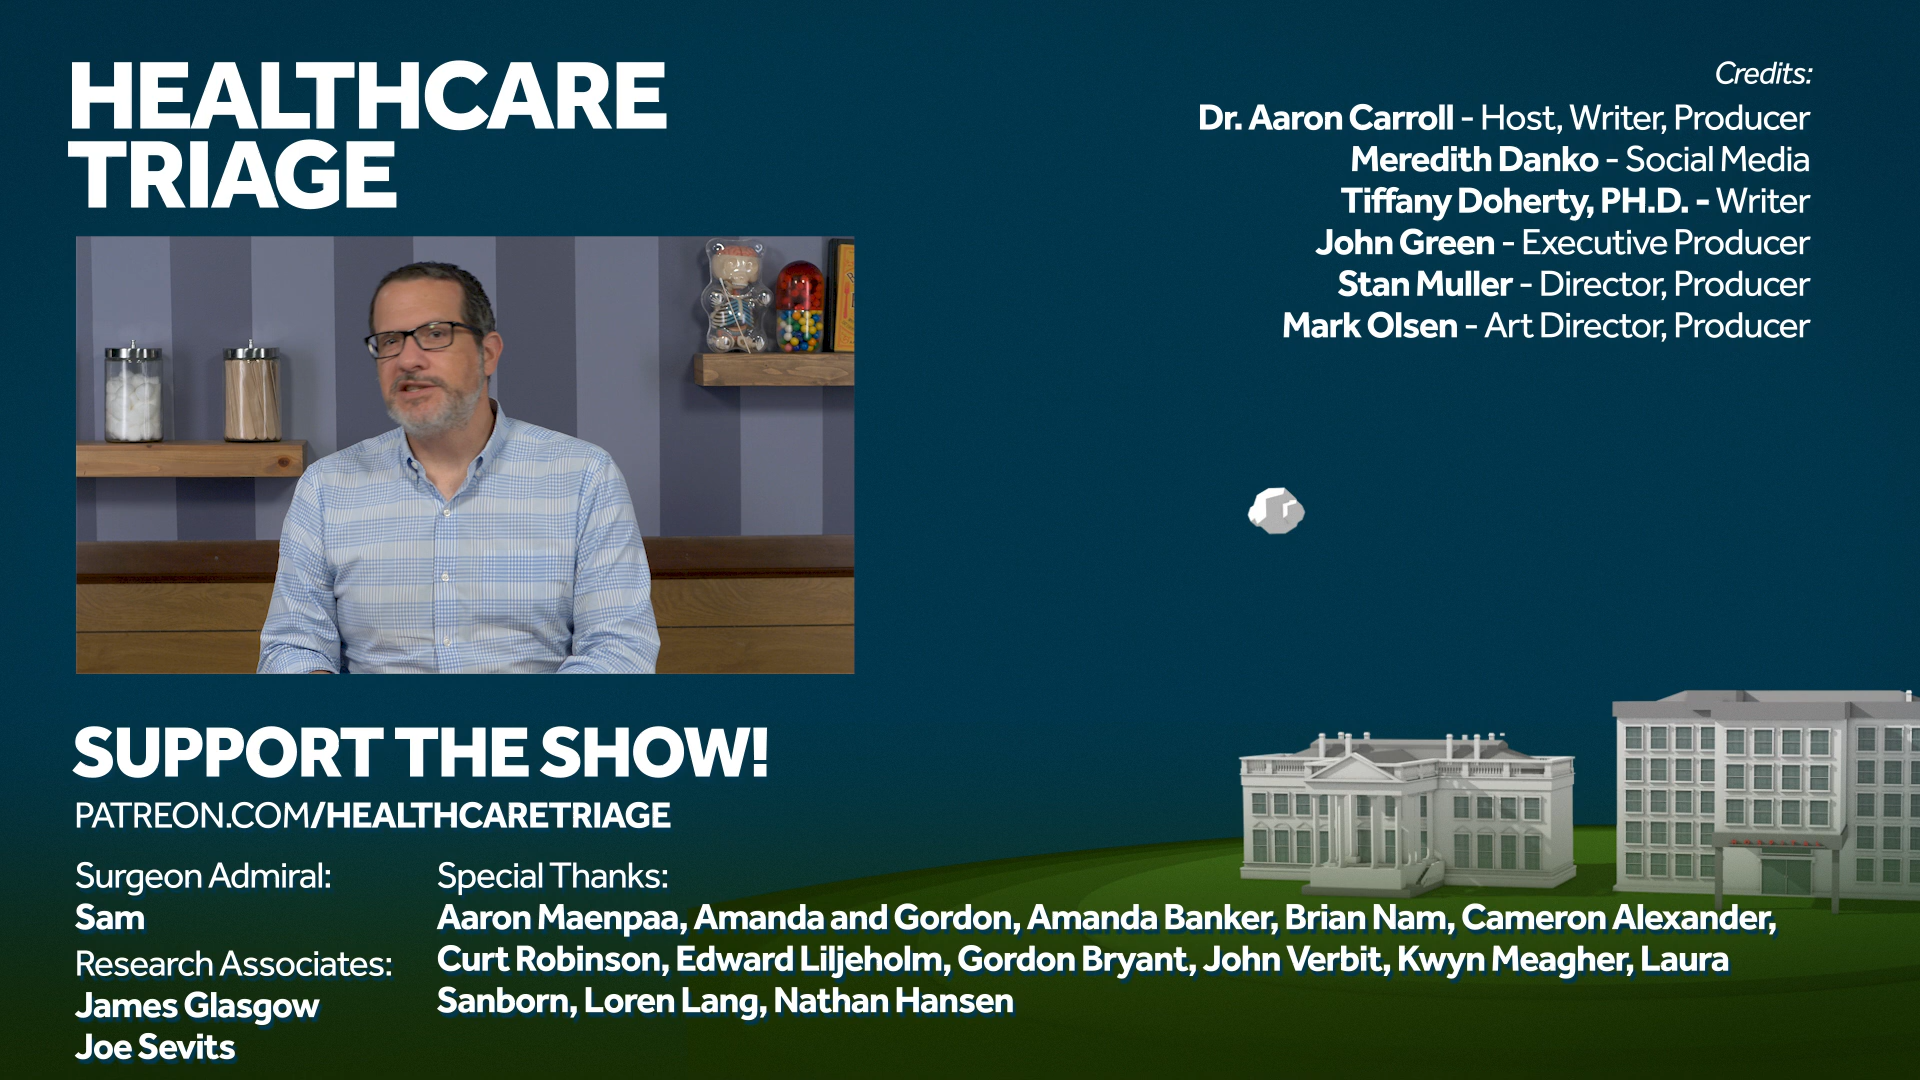 HEALTHCARE
TRIAGE
Credits:
Dr. Aaron Carroll - Host, Writer, Producer
Meredith Danko - Social Media
Tiffany Doherty, PH.D. - Writer
John Green - Executive Producer
Stan Muller - Director, Producer
Mark Olsen - Art Director, Producer
SUPPORT THE SHOW!
PATREON.COM/HEALTHCARETRIAGE
Surgeon Admiral:
Sam
Research Associates:
James Glasgow
Joe Sevits
Special Thanks:
Aaron Maenpaa, Amanda and Gordon, Amanda Banker, Brian Nam, Cameron Alexander,
Curt Robinson, Edward Liljeholm, Gordon Bryant, John Verbit, Kwyn Meagher, Laura
Sanborn, Loren Lang, Nathan Hansen